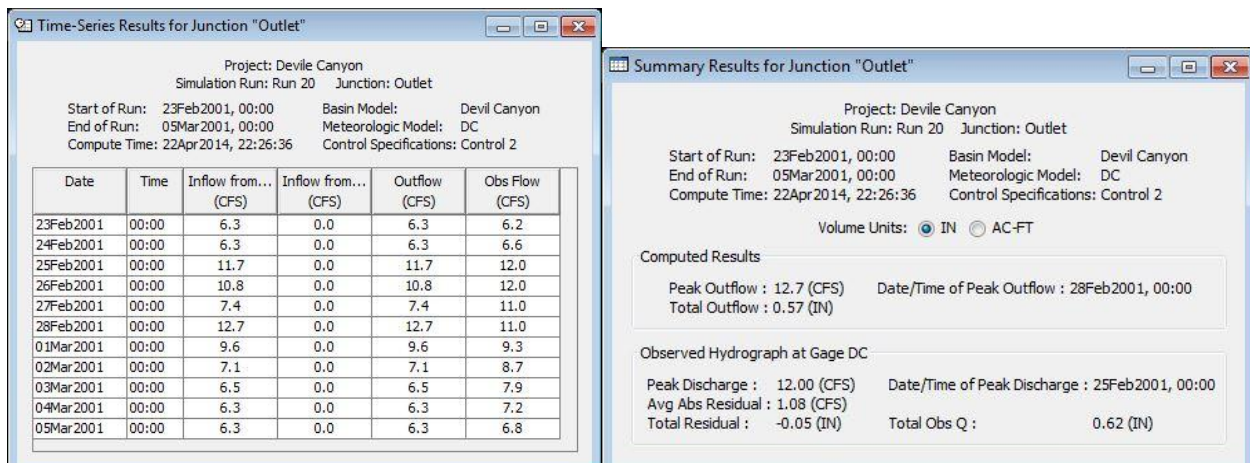 Time-Series Results for Junction "Outlet"
Project: Devile Canyon
Simulation Run: Run 20 Junction: Outlet
Start of Run: 23Feb2001, 00:00 Basin Model: Devil Canyon
End of Run: 05Mar2001, 00:00 Meteorologic Model: DC
Compute Time: 22Apr2014, 22:26:36 Control Specifications: Control 2
Date Time Inflow from... Inflow from... Outflow Obs Flow
(CFS) (CFS) (CFS) (CFS)
23Feb2001 00:00 6.3 0.0 6.3 6.2
24Feb2001 00:00 6.3 0.0 6.3 6.6
25Feb2001 00:00 11.7 0.0 11.7 12.0
26Feb2001 00:00 10.8 0.0 10.8 12.0
27Feb2001 00:00 7.4 0.0 7.4 11.0
28Feb2001 00:00 12.7 0.0 12.7 11.0
01Mar2001 00:00 9.6 0.0 9.6 9.3
02Mar2001 00:00 7.1 0.0 7.1 8.7
03Mar2001 00:00 6.5 0.0 6.5 7.9
04Mar2001 00:00 6.3 0.0 6.3 7.2
05Mar2001 00:00 6.3 0.0 6.3 6.8
Summary Results for Junction "Outlet"
Project: Devile Canyon
Simulation Run: Run 20 Junction: Outlet
Start of Run: 23Feb2001, 00:00 Basin Model: Devil Canyon
End of Run: 05Mar2001, 00:00 Meteorologic Model: DC
Compute Time: 22Apr2014, 22:26:36 Control Specifications: Control 2
Volume Units: IN AC-FT
Computed Results
Peak Outflow : 12.7 (CFS) Date/Time of Peak Outflow : 28Feb2001, 00:00
Total Outflow : 0.57 (IN)
Observed Hydrograph at Gage DC
Peak Discharge : 12.00 (CFS) Date/Time of Peak Discharge : 25Feb2001, 00:00
Avg Abs Residual : 1.08 (CFS)
Total Residual : -0.05 (IN) Total Obs Q : 0.62 (IN)